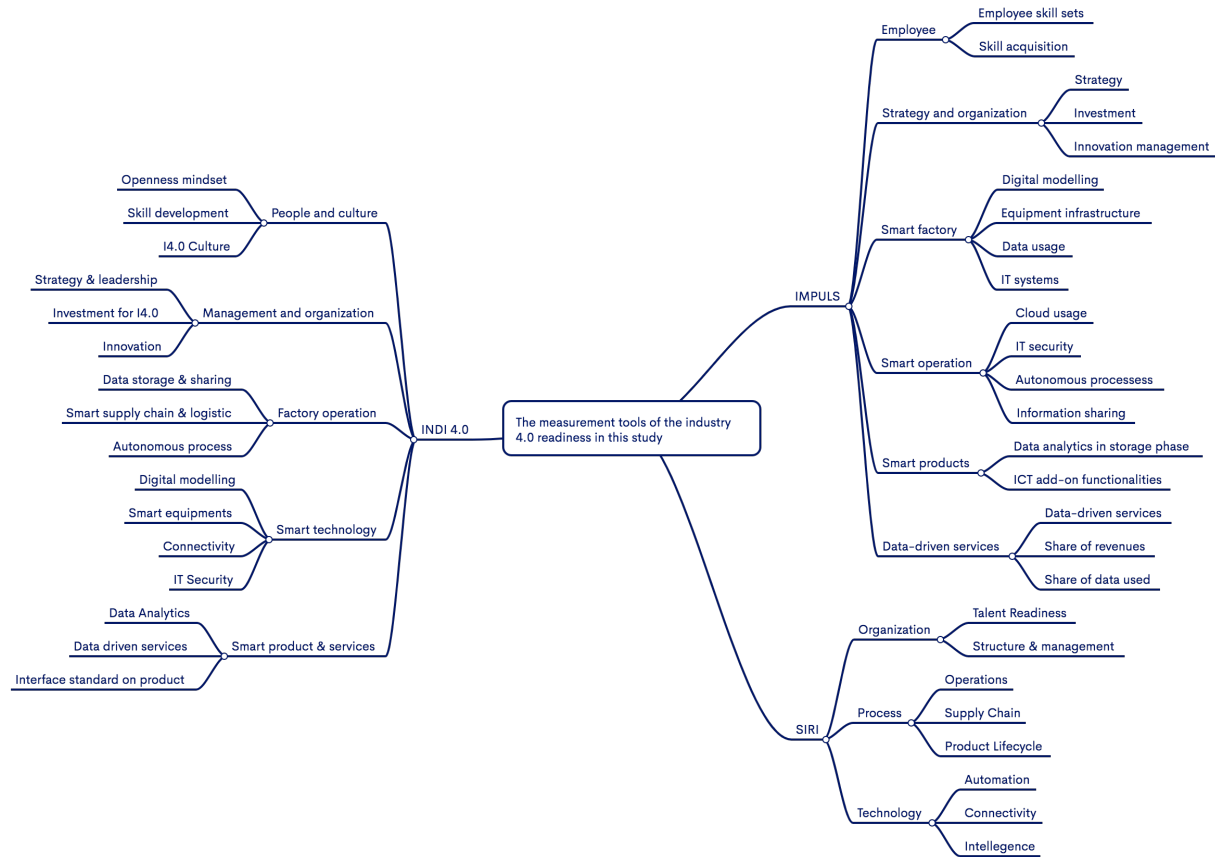 The measurement tools of the industry
4.0 readiness in this study
IMPULS
Employee
Employee skill sets
Skill acquisition
Strategy and organization
Strategy
Investment
Innovation management
Smart factory
Digital modelling
Equipment infrastructure
Data usage
IT systems
Smart operation
Cloud usage
IT security
Autonomous processess
Information sharing
Smart products
Data analytics in storage phase
ICT add-on functionalities
Data-driven services
Data-driven services
Share of revenues
Share of data used
SIRI
Organization
Talent Readiness
Structure & management
Process
Operations
Supply Chain
Product Lifecycle
Technology
Automation
Connectivity
Intellegence
INDI 4.0
People and culture
Openness mindset
Skill development
I4.0 Culture
Management and organization
Strategy & leadership
Investment for I4.0
Innovation
Factory operation
Data storage & sharing
Smart supply chain & logistic
Autonomous process
Smart technology
Digital modelling
Smart equipments
Connectivity
IT Security
Smart product & services
Data Analytics
Data driven services
Interface standard on product